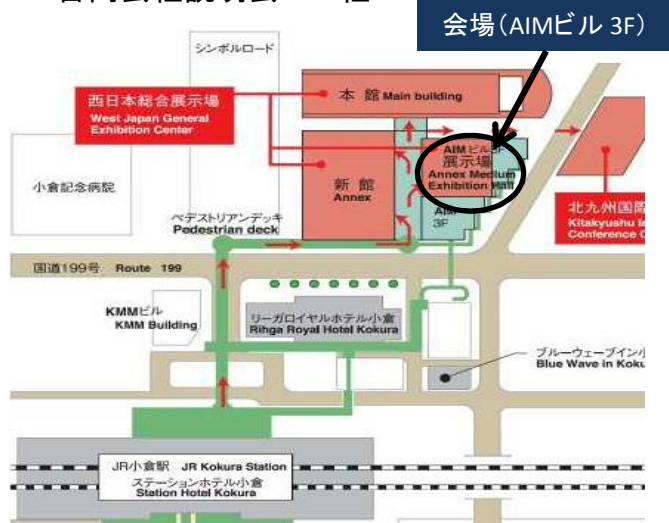 会場(AIMビル 3F)
シンボルロード
西日本総合展示場
West Japan General
Exhibition Center
本 館 Main building
AIM ビル3F
展示場
Annex Medium
Exhibition Hall
新 館
Annex
AIM
3F
小倉記念病院
北九州国際
Kitakyushu In
Conference C
ペデストリアンデッキ
Pedestrian deck
国道199号 Route 199
KMMビル
KMM Building
リーガロイヤルホテル小倉
Rihga Royal Hotel Kokura
ブルーウェーブイン小
Blue Wave in Koku
JR小倉駅 JR Kokura Station
ステーションホテル小倉
Station Hotel Kokura